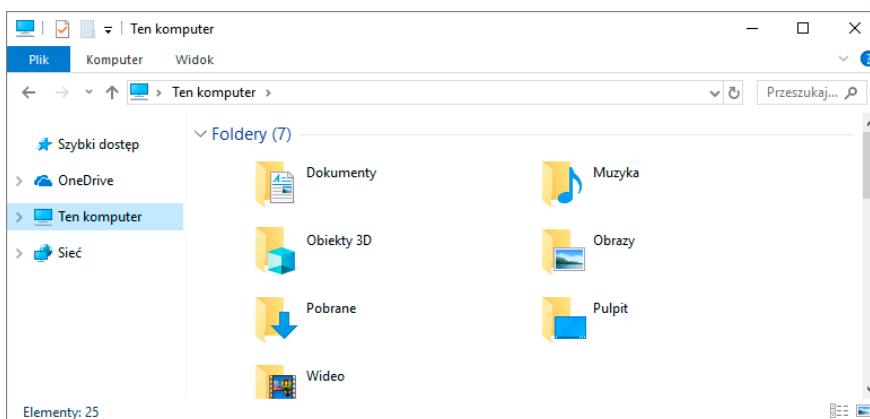 Ten komputer
Plik Komputer Widok
Ten komputer
Przeszukaj...
Szybki dostęp
OneDrive
Ten komputer
Sieć
Foldery (7)
Dokumenty
Muzyka
Obiekty 3D
Obrazy
Pobrane
Pulpit
Wideo
Elementy: 25